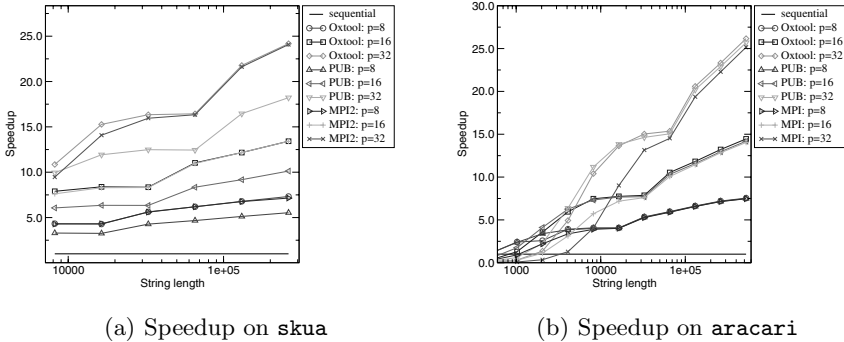 25.0
20.0
15.0
10.0
5.0
Speedup
10000
1e+05
String length
sequential
Oxtool: p=8
Oxtool: p=16
Oxtool: p=32
PUB: p=8
PUB: p=16
PUB: p=32
MPI2: p=8
MPI2: p=16
MPI2: p=32
(a) Speedup on skua
30.0
25.0
20.0
15.0
10.0
5.0
0.0
Speedup
1000
10000
1e+05
String length
sequential
Oxtool: p=8
Oxtool: p=16
Oxtool: p=32
PUB: p=8
PUB: p=16
PUB: p=32
MPI: p=8
MPI: p=16
MPI: p=32
(b) Speedup on aracari